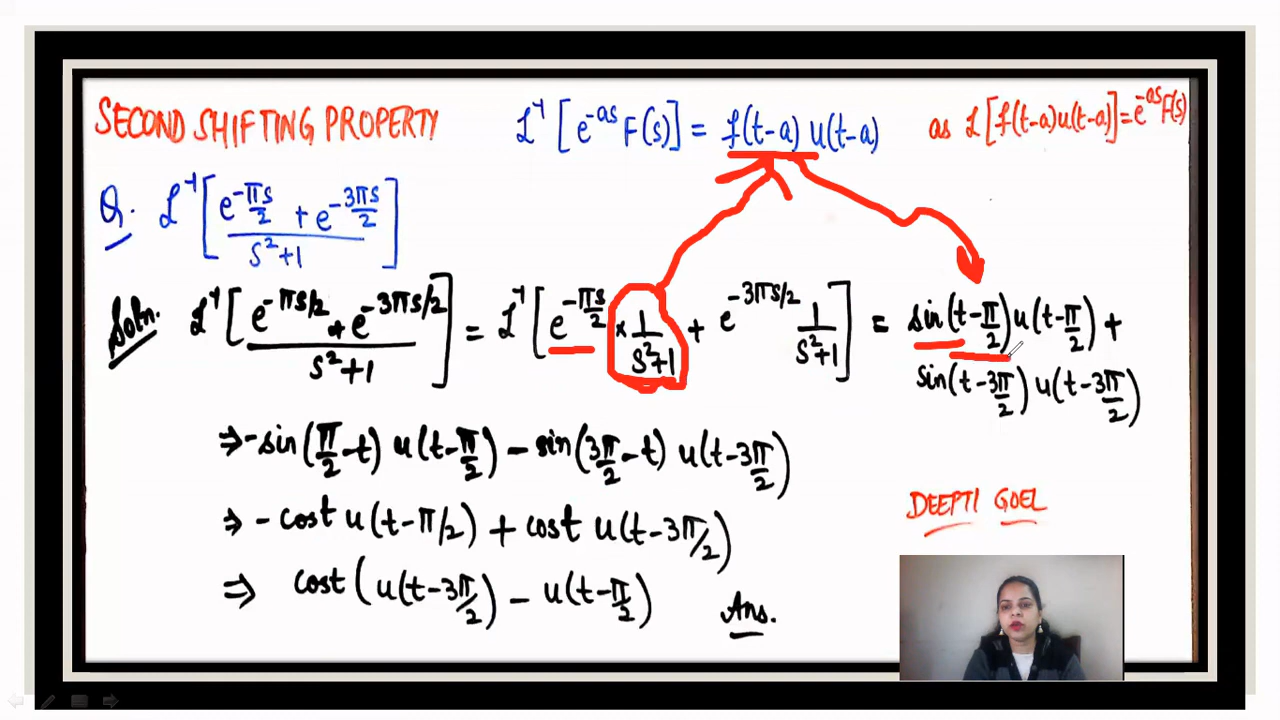 SECOND SHIFTING PROPERTY L⁻¹[e^-as F(s)] = f(t-a) u(t-a) as L[f(t-a)u(t-a)] = e^-as F(s)
Q. L⁻¹[(e^-πs/2 + e^-3πs/2)/(s²+1)]
Soln. L⁻¹[(e^-πs/2 + e^-3πs/2)/(s²+1)] = L⁻¹[e^-πs/2 × 1/(s²+1) + e^-3πs/2 1/(s²+1)] = sin(t-π/2)u(t-π/2) +
sin(t-3π/2)u(t-3π/2)
⇒ -sin(π/2-t) u(t-π/2) - sin(3π/2-t) u(t-3π/2)
⇒ -cost u(t-π/2) + cost u(t-3π/2)
⇒ cost(u(t-3π/2) - u(t-π/2)
Ans.
DEEPTI GOEL